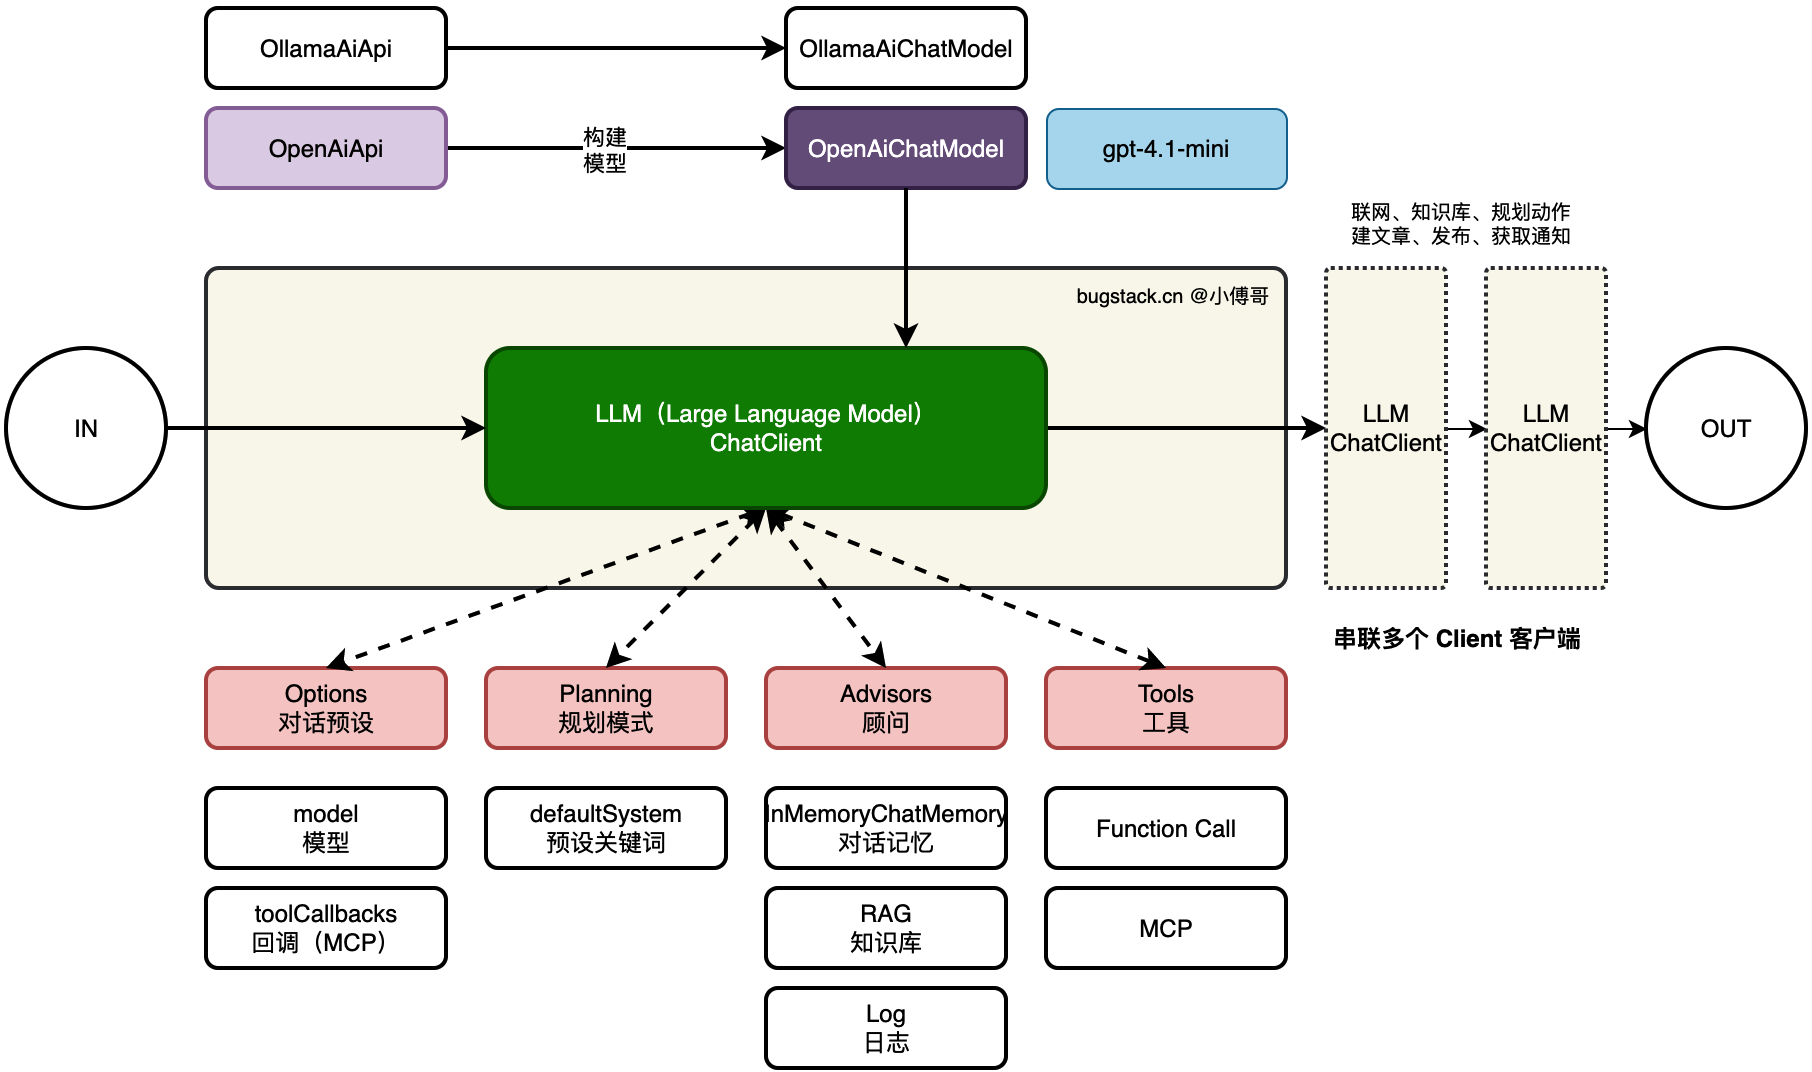 OllamaAiApi
OllamaAiChatModel
OpenAiApi
构建
模型
OpenAiChatModel
gpt-4.1-mini
联网、知识库、规划动作
建文章、发布、获取通知
bugstack.cn @小傅哥
IN
LLM（Large Language Model）
ChatClient
LLM
ChatClient
LLM
ChatClient
OUT
串联多个 Client 客户端
Options
对话预设
Planning
规划模式
Advisors
顾问
Tools
工具
model
模型
defaultSystem
预设关键词
InMemoryChatMemory
对话记忆
Function Call
toolCallbacks
回调（MCP）
RAG
知识库
MCP
Log
日志